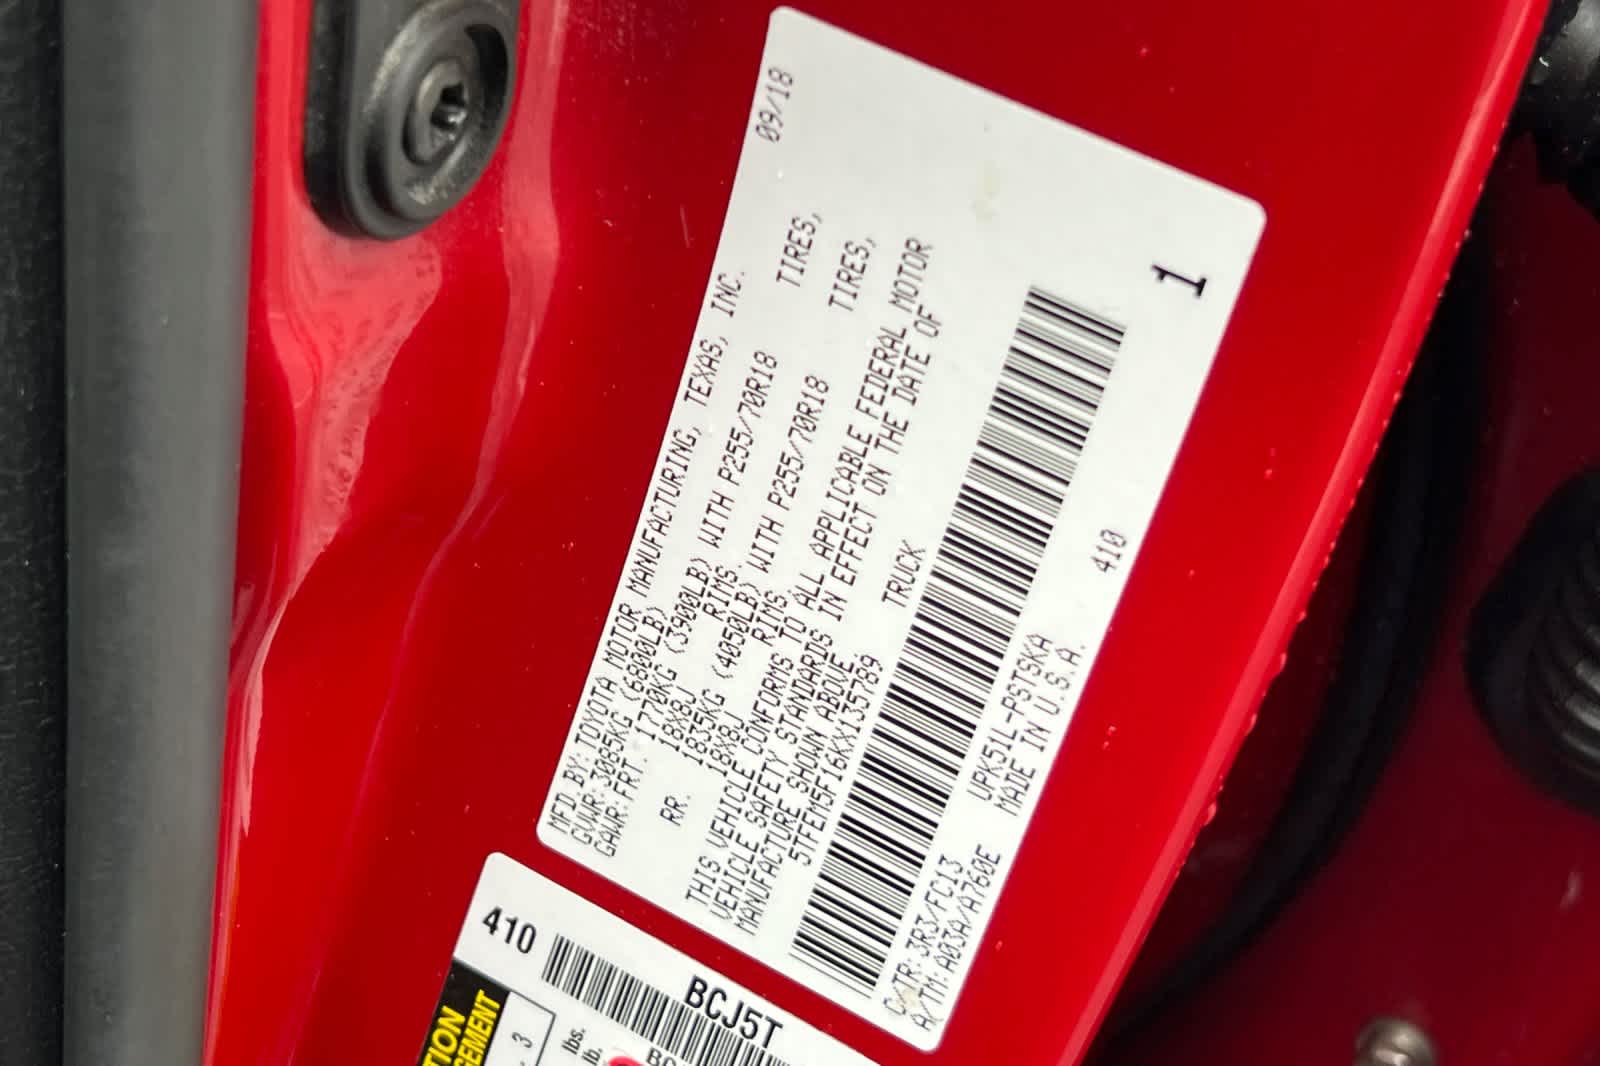 MFD. BY: TOYOTA MOTOR MANUFACTURING, TEXAS, INC. 09/18
GVWR: 3085KG (6800LB)
GAWR: FRT. 1770KG (3900LB) WITH P255/70R18 TIRES,
18X8J RIMS.
RR. 1835KG (4050LB) WITH P255/70R18 TIRES,
18X8J RIMS.
THIS VEHICLE CONFORMS TO ALL APPLICABLE FEDERAL MOTOR
VEHICLE SAFETY STANDARDS IN EFFECT ON THE DATE OF
MANUFACTURE SHOWN ABOVE.
5TFEM5F16KX135789 TRUCK
C/TR: 3R3/FC13 UPK51L-PSTSKA 410 1
A/TM: A03A/A760E MADE IN U.S.A.
410 BCJ5T
3
lbs.
lb.